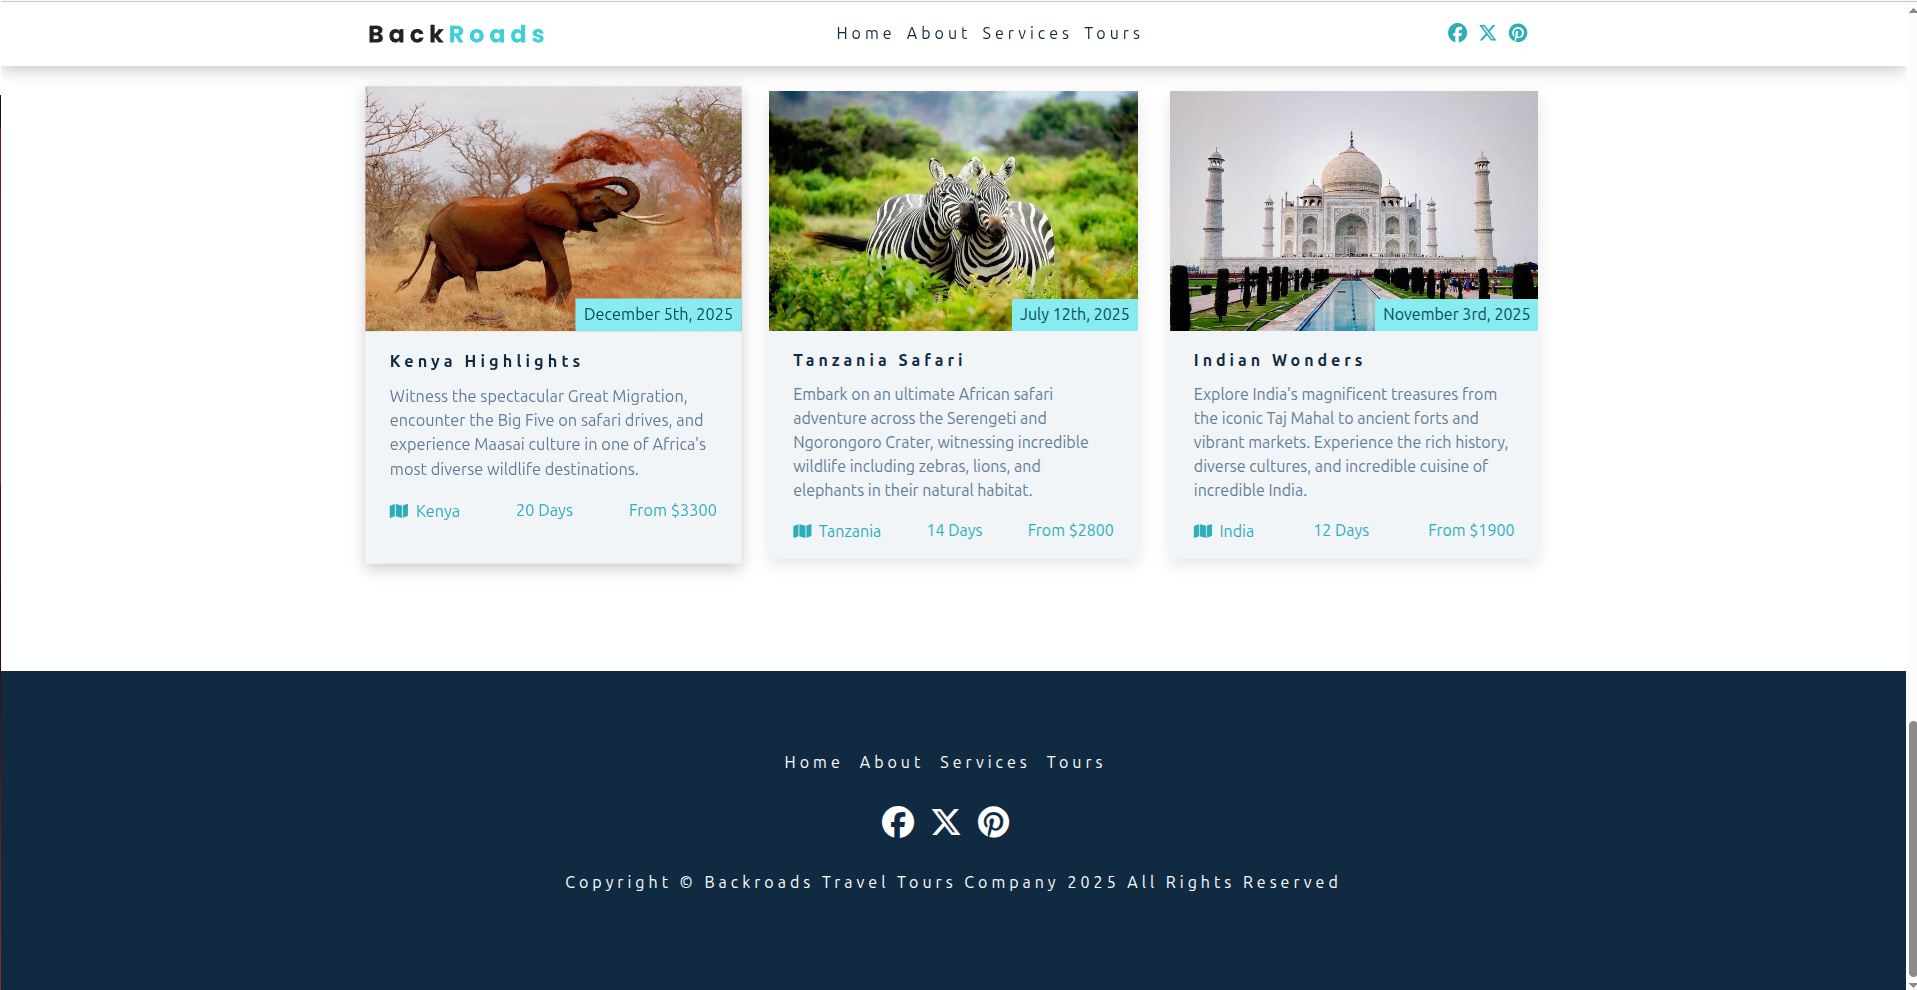 BackRoads
Home About Services Tours
December 5th, 2025
Kenya Highlights
Witness the spectacular Great Migration,
encounter the Big Five on safari drives, and
experience Maasai culture in one of Africa's
most diverse wildlife destinations.
Kenya 20 Days From $3300
July 12th, 2025
Tanzania Safari
Embark on an ultimate African safari
adventure across the Serengeti and
Ngorongoro Crater, witnessing incredible
wildlife including zebras, lions, and
elephants in their natural habitat.
Tanzania 14 Days From $2800
November 3rd, 2025
Indian Wonders
Explore India's magnificent treasures from
the iconic Taj Mahal to ancient forts and
vibrant markets. Experience the rich history,
diverse cultures, and incredible cuisine of
incredible India.
India 12 Days From $1900
Home About Services Tours
Copyright © Backroads Travel Tours Company 2025 All Rights Reserved